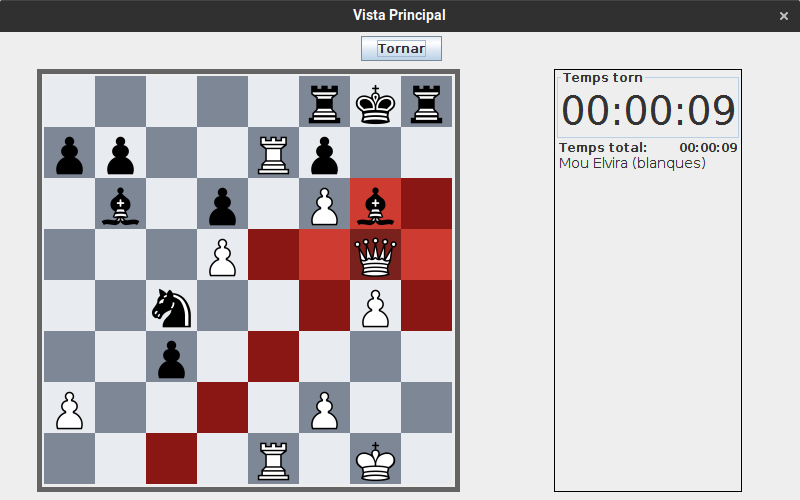 Vista Principal
×
Tornar
Temps torn
00:00:09
Temps total: 00:00:09
Mou Elvira (blanques)